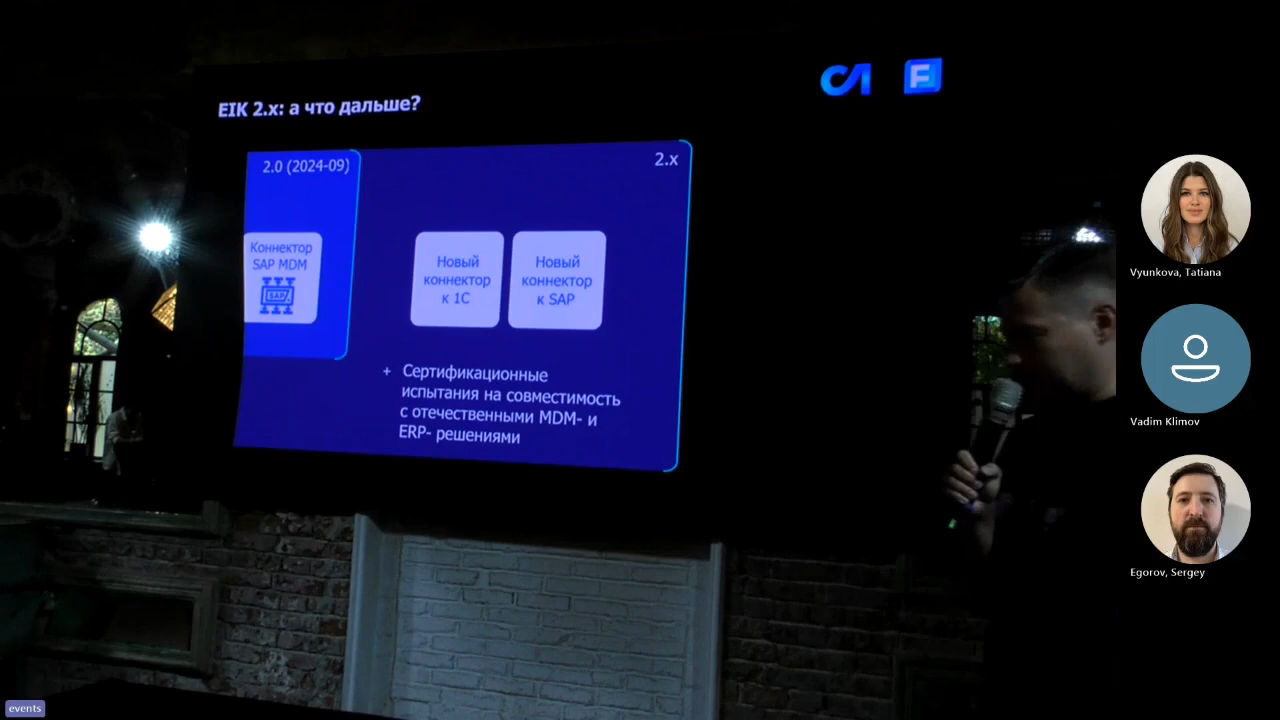 EIK 2.x: а что дальше?
2.0 (2024-09)
2.x
Коннектор
SAP MDM
SAP
Новый
коннектор
к 1С
Новый
коннектор
к SAP
+ Сертификационные
испытания на совместимость
с отечественными MDM- и
ERP- решениями
F
Vyunkova, Tatiana
Vadim Klimov
Egorov, Sergey
events